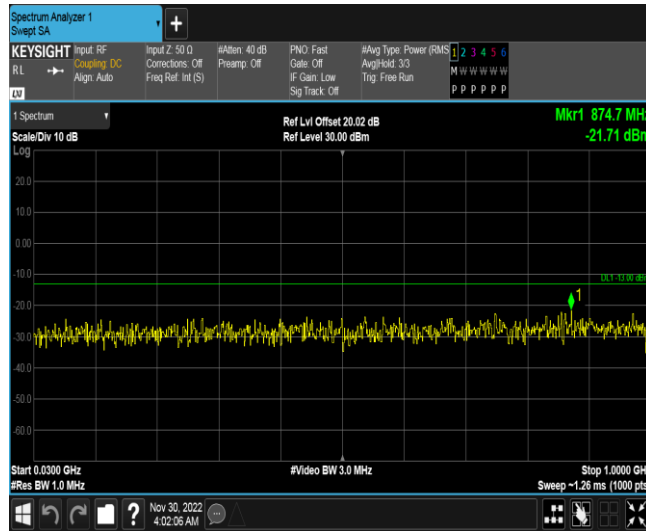 Spectrum Analyzer 1
Swept SA
+
KEYSIGHT Input: RF Input Z: 50 Ω #Atten: 40 dB PNO: Fast #Avg Type: Power (RMS 1 2 3 4 5 6
RL Coupling: DC Corrections: Off Preamp: Off Gate: Off Avg|Hold: 3/3 M W W W W W
Align: Auto Freq Ref: Int (S) IF Gain: Low Trig: Free Run
LXI Sig Track: Off P P P P P P
1 Spectrum Ref Lvl Offset 20.02 dB Mkr1 874.7 MHz
Scale/Div 10 dB Ref Level 30.00 dBm -21.71 dBm
Log
20.0
10.0
0.00
-10.0
DL1 -13.00 dBm
1
-20.0
-30.0
-40.0
-50.0
-60.0
Start 0.0300 GHz #Video BW 3.0 MHz Stop 1.0000 GH
#Res BW 1.0 MHz Sweep ~1.26 ms (1000 pts
? Nov 30, 2022
4:02:06 AM